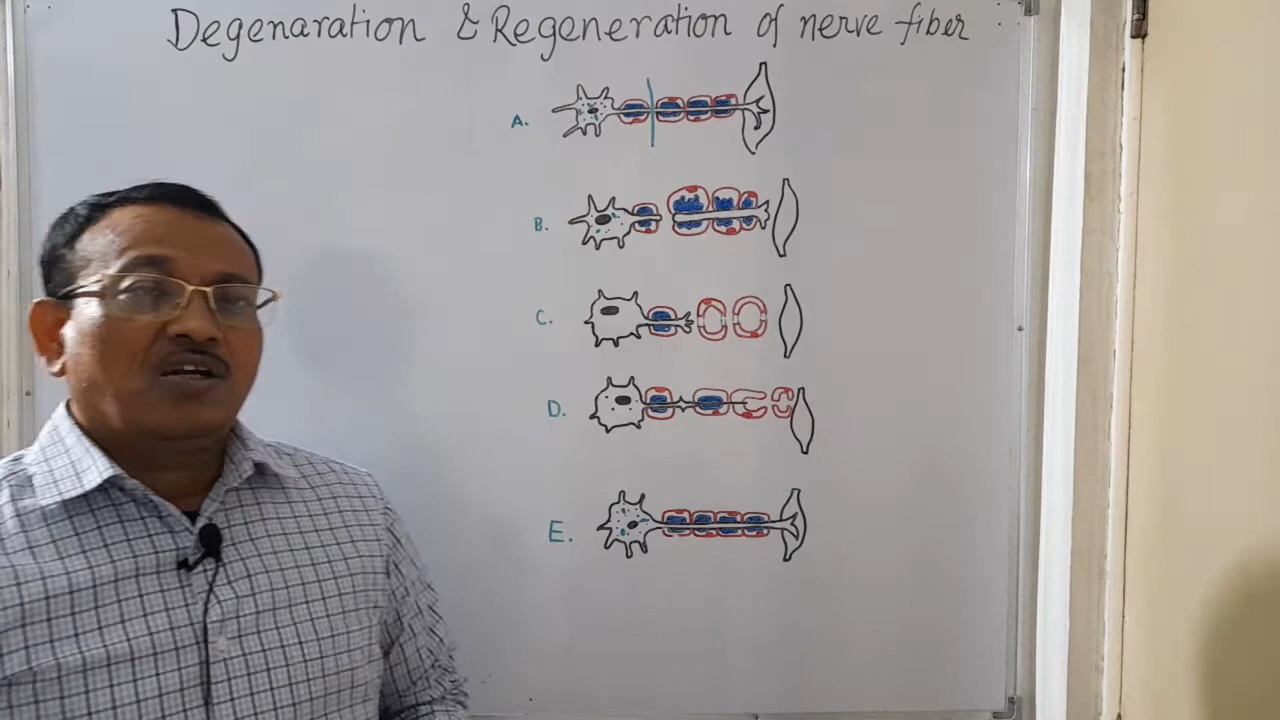 Degenaration & Regeneration of nerve fiber
A.
B.
C.
D.
E.